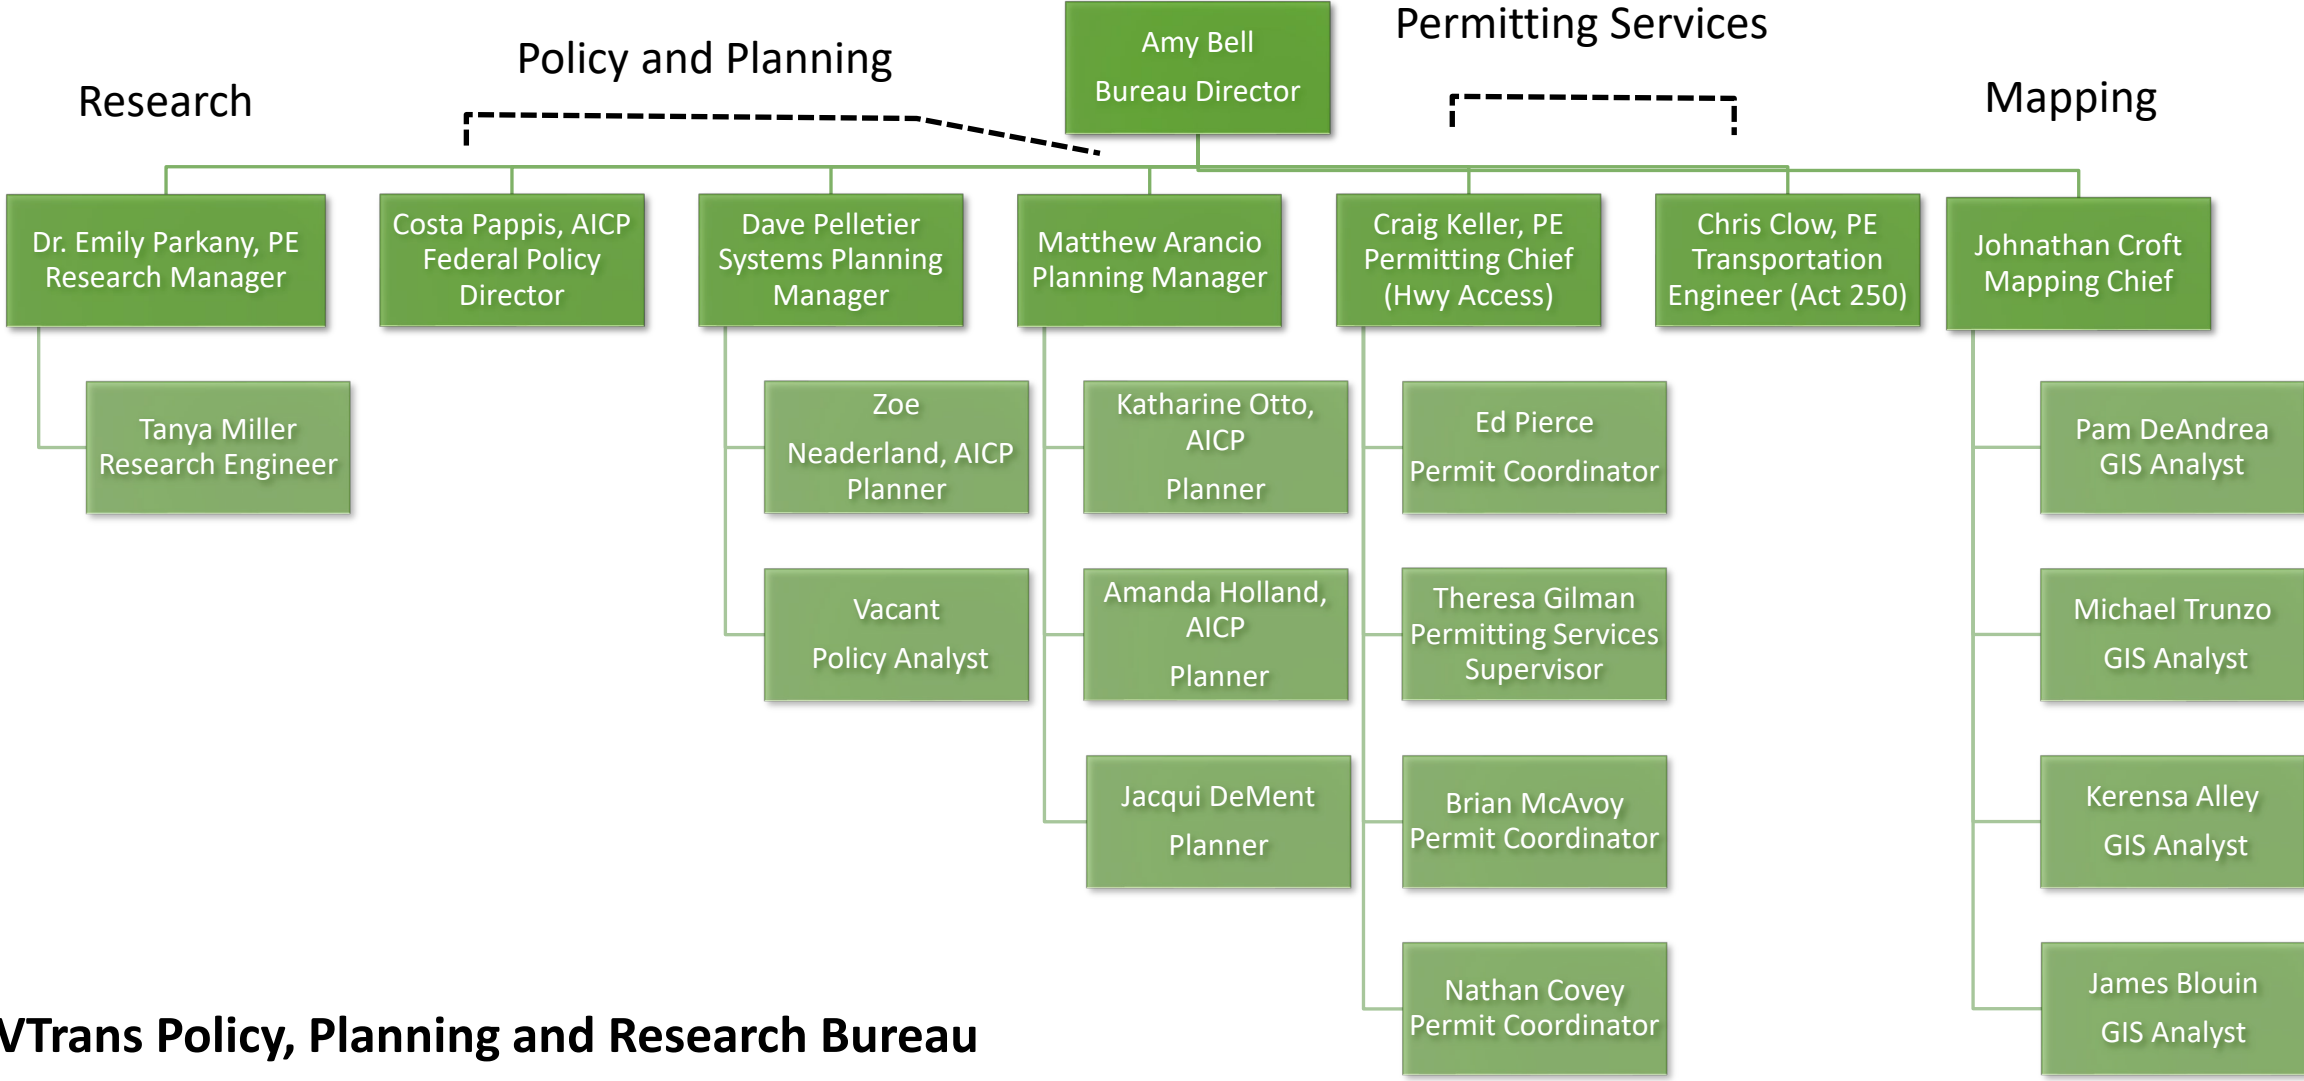 Amy Bell
Bureau Director
Research
Policy and Planning
Permitting Services
Mapping
Dr. Emily Parkany, PE
Research Manager
Costa Pappis, AICP
Federal Policy
Director
Dave Pelletier
Systems Planning
Manager
Matthew Arancio
Planning Manager
Craig Keller, PE
Permitting Chief
(Hwy Access)
Chris Clow, PE
Transportation
Engineer (Act 250)
Johnathan Croft
Mapping Chief
Tanya Miller
Research Engineer
Zoe
Neaderland, AICP
Planner
Vacant
Policy Analyst
Katharine Otto,
AICP
Planner
Amanda Holland,
AICP
Planner
Jacqui DeMent
Planner
Ed Pierce
Permit Coordinator
Theresa Gilman
Permitting Services
Supervisor
Brian McAvoy
Permit Coordinator
Nathan Covey
Permit Coordinator
Pam DeAndrea
GIS Analyst
Michael Trunzo
GIS Analyst
Kerensa Alley
GIS Analyst
James Blouin
GIS Analyst
VTrans Policy, Planning and Research Bureau